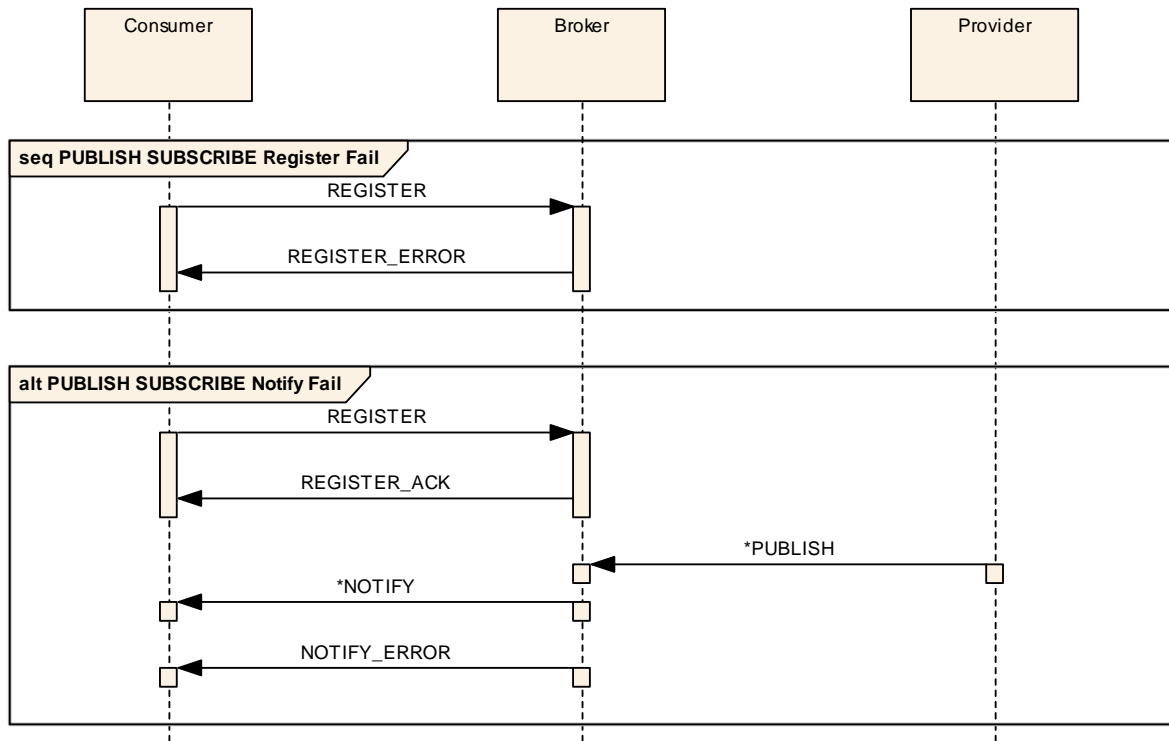 Consumer
Broker
Provider
seq PUBLISH SUBSCRIBE Register Fail
REGISTER
REGISTER_ERROR
alt PUBLISH SUBSCRIBE Notify Fail
REGISTER
REGISTER_ACK
*PUBLISH
*NOTIFY
NOTIFY_ERROR